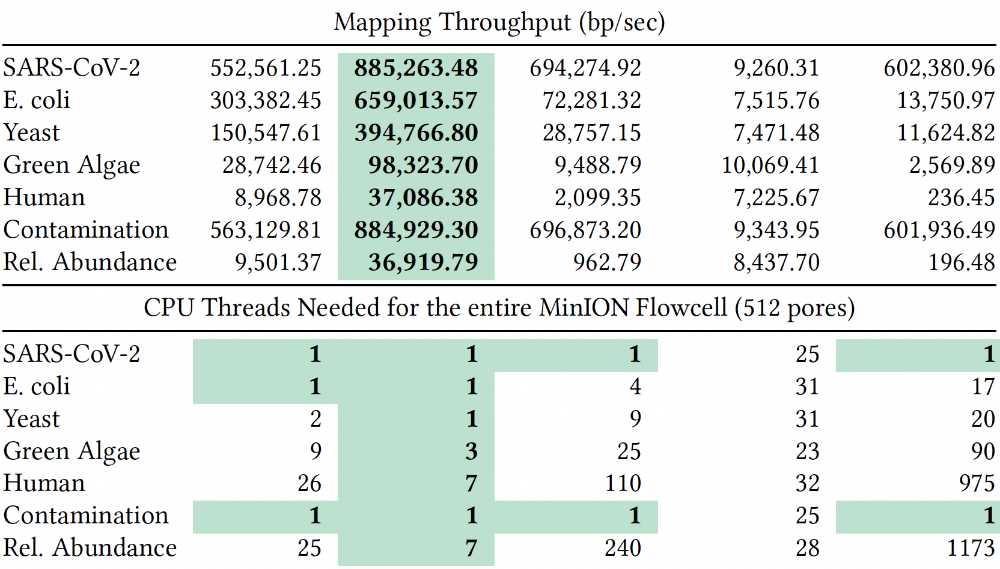 Mapping Throughput (bp/sec)
SARS-CoV-2 552,561.25 885,263.48 694,274.92 9,260.31 602,380.96
E. coli 303,382.45 659,013.57 72,281.32 7,515.76 13,750.97
Yeast 150,547.61 394,766.80 28,757.15 7,471.48 11,624.82
Green Algae 28,742.46 98,323.70 9,488.79 10,069.41 2,569.89
Human 8,968.78 37,086.38 2,099.35 7,225.67 236.45
Contamination 563,129.81 884,929.30 696,873.20 9,343.95 601,936.49
Rel. Abundance 9,501.37 36,919.79 962.79 8,437.70 196.48
CPU Threads Needed for the entire MinION Flowcell (512 pores)
SARS-CoV-2 1 1 1 25 1
E. coli 1 1 4 31 17
Yeast 2 1 9 31 20
Green Algae 9 3 25 23 90
Human 26 7 110 32 975
Contamination 1 1 1 25 1
Rel. Abundance 25 7 240 28 1173